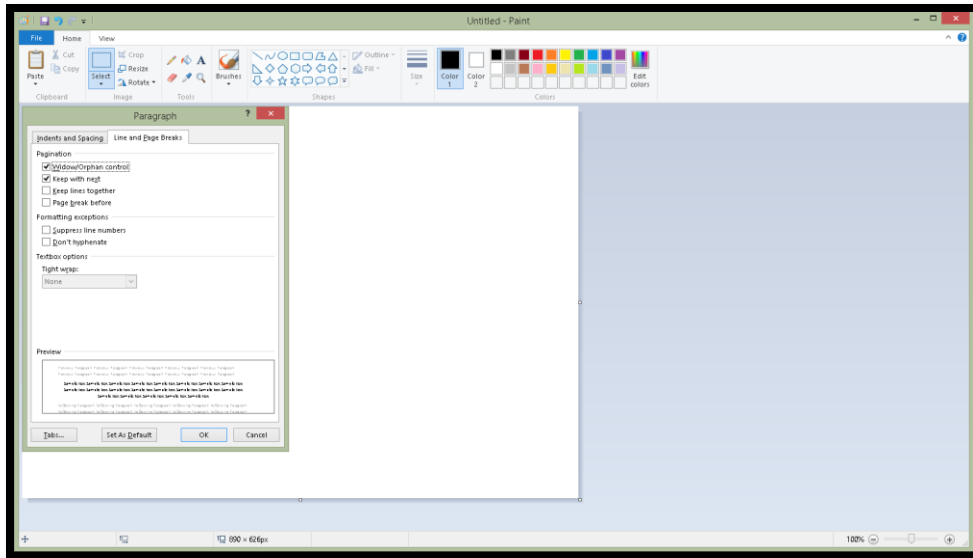 Untitled - Paint
File Home View
Paste
Cut
Copy
Clipboard
Select
Crop
Resize
Rotate
Image
A
Tools
Brushes
Shapes
Outline
Fill
Size
Color 1
Color 2
Colors
Edit colors
Paragraph ?
Indents and Spacing Line and Page Breaks
Pagination
Widow/Orphan control
Keep with next
Keep lines together
Page break before
Formatting exceptions
Suppress line numbers
Don't hyphenate
Textbox options
Tight wrap:
None
Preview
Tabs... Set As Default OK Cancel
890 × 626px
100%